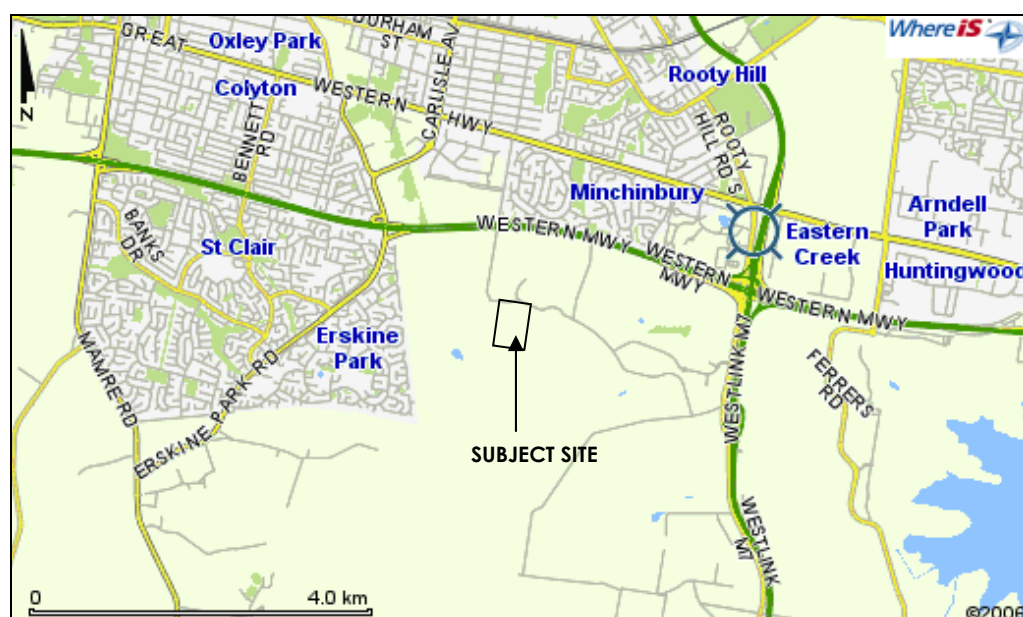 WhereiS
N
GREAT
WESTERN
HWY
DURHAM
ST
CARLISLE AV
Oxley Park
Colyton
BENNETT
RD
Rooty Hill
ROOTY
HILL RD S
Minchinbury
Arndell
Park
Eastern
Creek
Huntingwood
BANKS
DR
St Clair
WESTERN MWY
WESTERN
MWY
WESTERN MWY
Erskine
Park
MAMRE RD
ERSKINE PARK RD
WESTLINK M7
FERRERS
RD
SUBJECT SITE
WESTLINK
M7
0
4.0 km
©2006